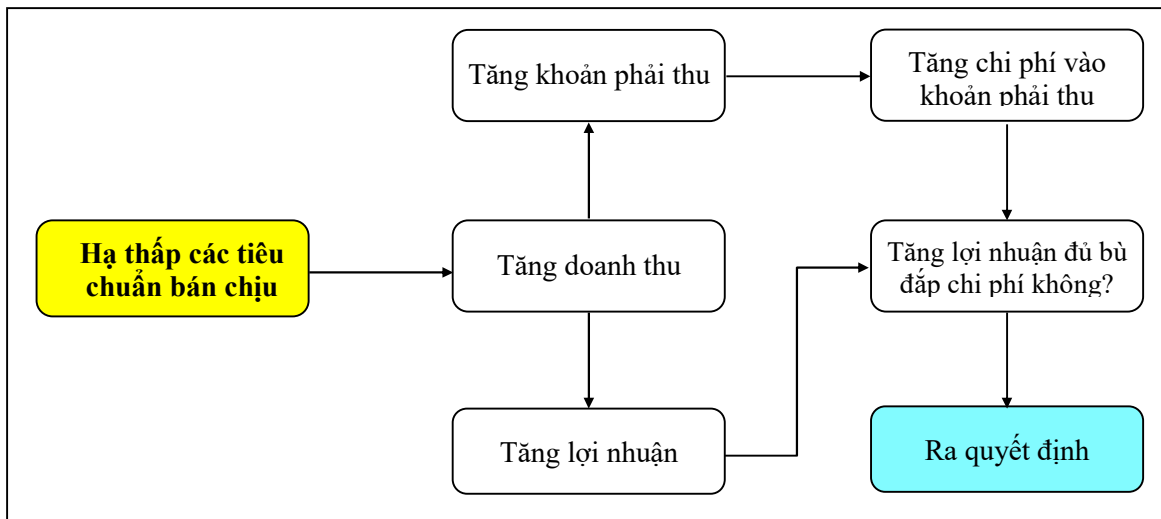 Tăng khoản phải thu
Tăng chi phí vào
khoản phải thu
Hạ thấp các tiêu
chuẩn bán chịu
Tăng doanh thu
Tăng lợi nhuận đủ bù
đắp chi phí không?
Tăng lợi nhuận
Ra quyết định